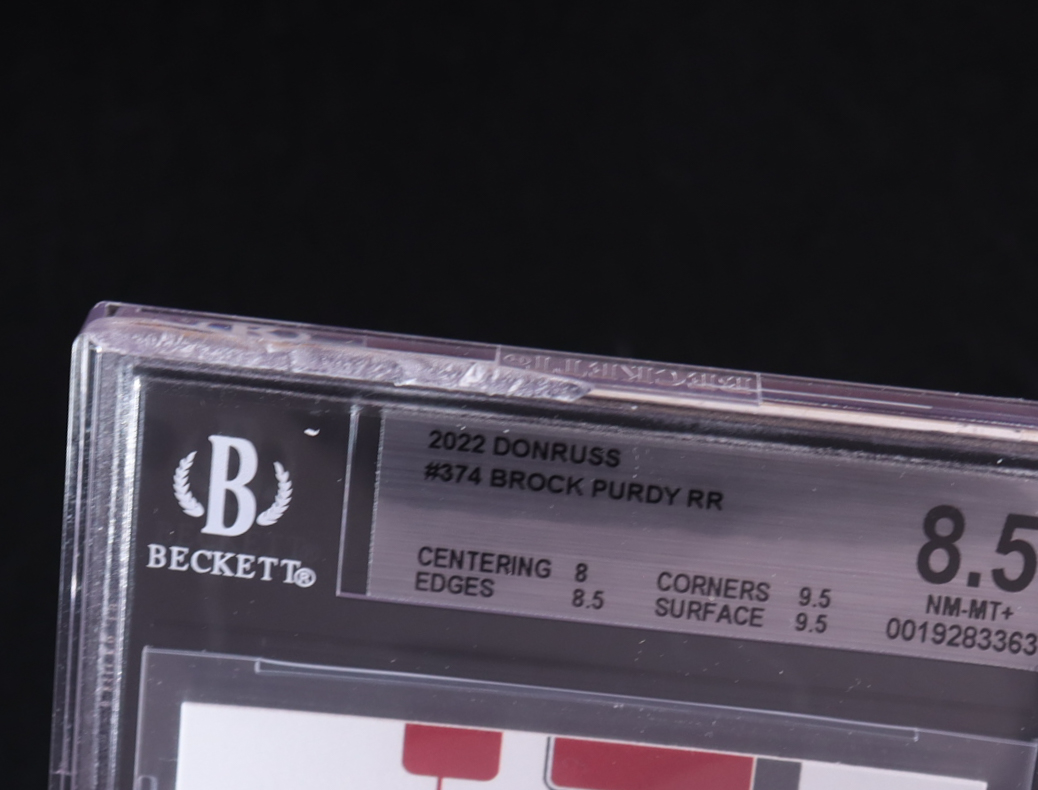 2022 DONRUSS
#374 BROCK PURDY RR
8.5
CENTERING 8 CORNERS 9.5
EDGES 8.5 SURFACE 9.5
NM-MT+
0019283363
B
BECKETT®